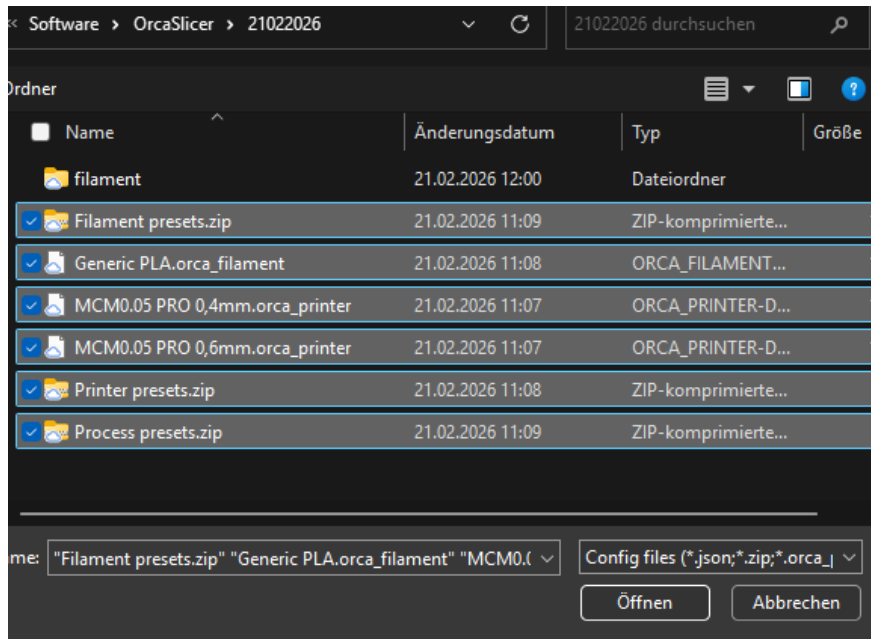 « Software > OrcaSlicer > 21022026
21022026 durchsuchen
Ordner
Name Änderungsdatum Typ Größe
filament 21.02.2026 12:00 Dateiordner
Filament presets.zip 21.02.2026 11:09 ZIP-komprimierte...
Generic PLA.orca_filament 21.02.2026 11:08 ORCA_FILAMENT...
MCM0.05 PRO 0,4mm.orca_printer 21.02.2026 11:07 ORCA_PRINTER-D...
MCM0.05 PRO 0,6mm.orca_printer 21.02.2026 11:07 ORCA_PRINTER-D...
Printer presets.zip 21.02.2026 11:08 ZIP-komprimierte...
Process presets.zip 21.02.2026 11:09 ZIP-komprimierte...
me: "Filament presets.zip" "Generic PLA.orca_filament" "MCM0.( Config files (*.json;*.zip;*.orca_p
Öffnen Abbrechen